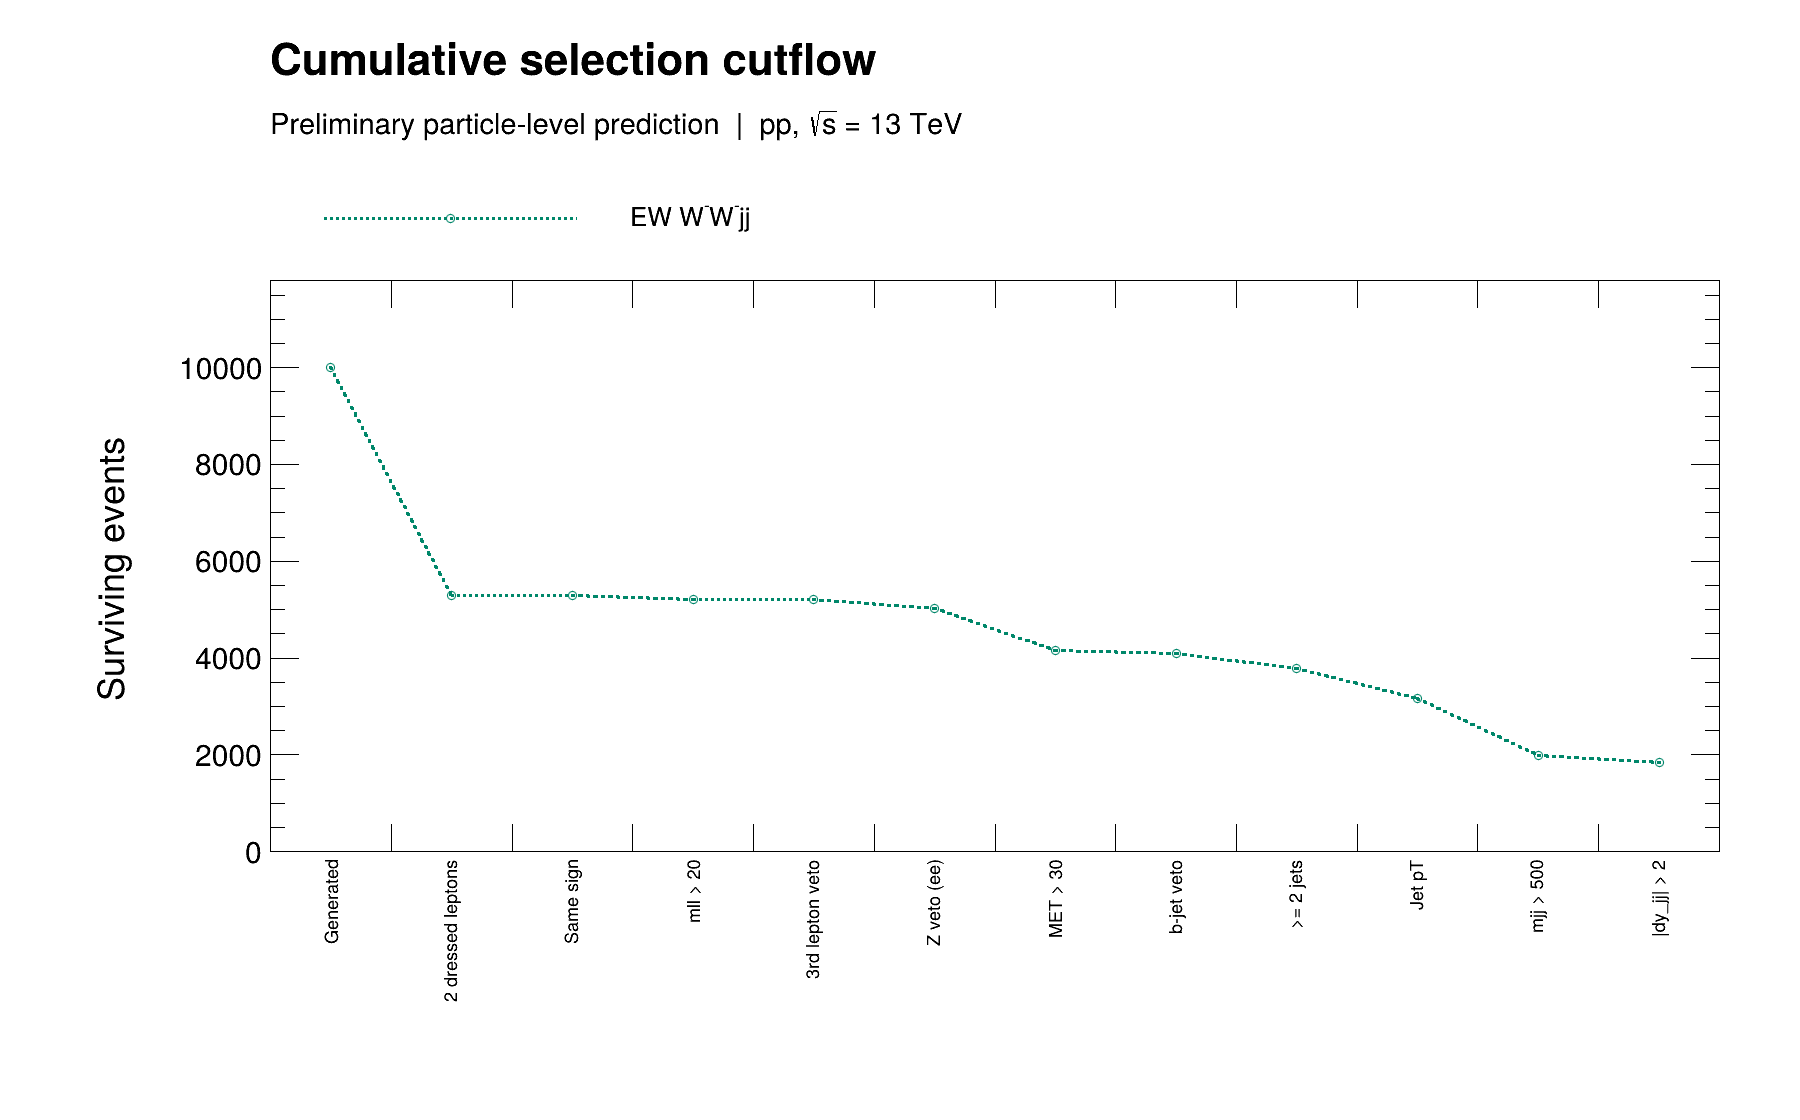 Cumulative selection cutflow
Preliminary particle-level prediction | pp, √s = 13 TeV
EW W⁻W⁻jj
Surviving events
10000
8000
6000
4000
2000
0
Generated
2 dressed leptons
Same sign
mll > 20
3rd lepton veto
Z veto (ee)
MET > 30
b-jet veto
>= 2 jets
Jet pT
mjj > 500
|dy_jj| > 2